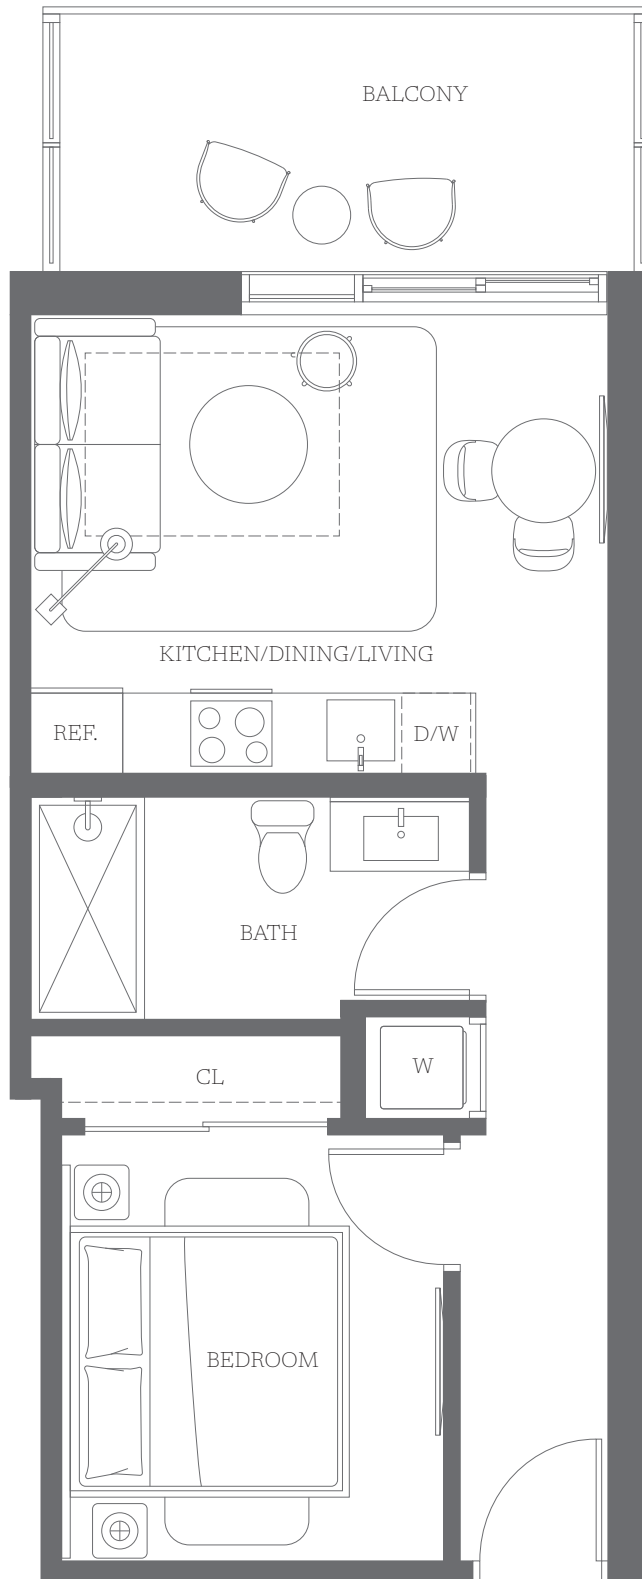 BALCONY
KITCHEN/DINING/LIVING
REF.
D/W
BATH
CL
W
BEDROOM